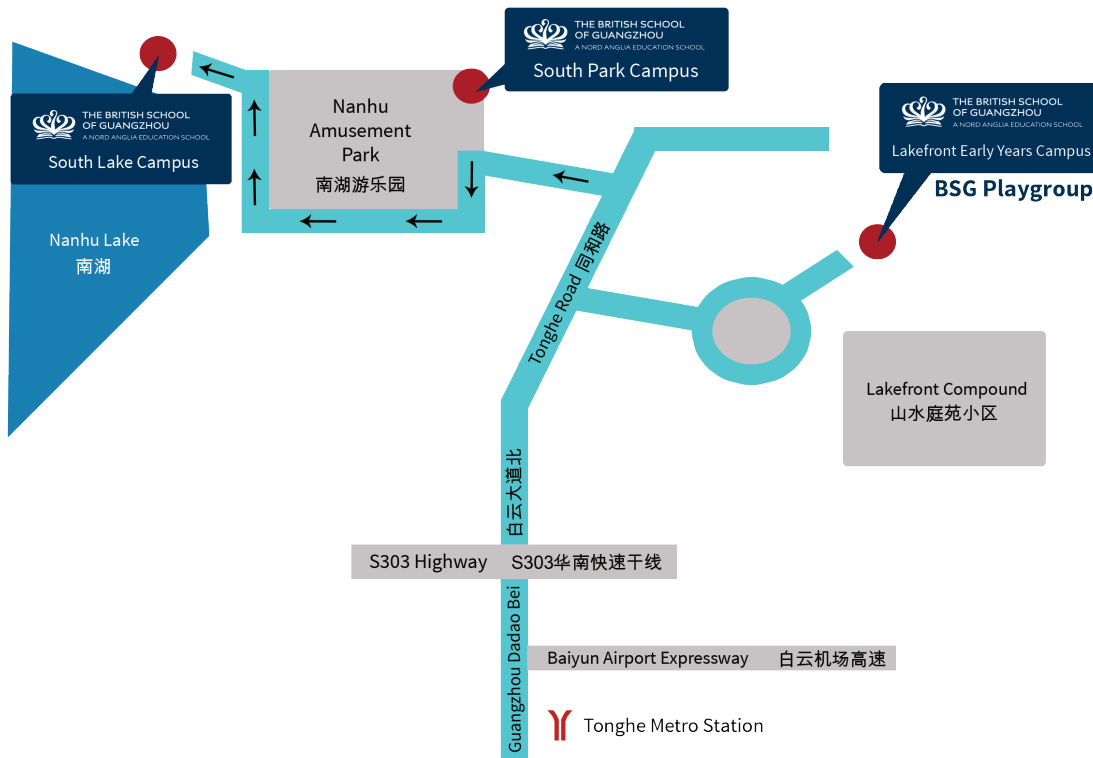 THE BRITISH SCHOOL
OF GUANGZHOU
A NORD ANGLIA EDUCATION SCHOOL
South Park Campus
THE BRITISH SCHOOL
OF GUANGZHOU
A NORD ANGLIA EDUCATION SCHOOL
South Lake Campus
Nanhu
Amusement
Park
南湖游乐园
THE BRITISH SCHOOL
OF GUANGZHOU
A NORD ANGLIA EDUCATION SCHOOL
Lakefront Early Years Campus
BSG Playgroup
Nanhu Lake
南湖
Tonghe Road 同和路
Lakefront Compound
山水庭苑小区
白云大道北
S303 Highway S303华南快速干线
Guangzhou Dadao Bei
Baiyun Airport Expressway 白云机场高速
Tonghe Metro Station